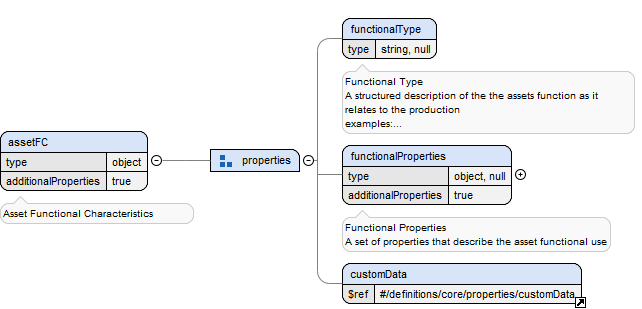 functionalType
type string, null
Functional Type
A structured description of the the assets function as it
relates to the production
examples:...
assetFC
type object
additionalProperties true
Asset Functional Characteristics
properties
functionalProperties
type object, null
additionalProperties true
Functional Properties
A set of properties that describe the asset functional use
customData
$ref #/definitions/core/properties/customData